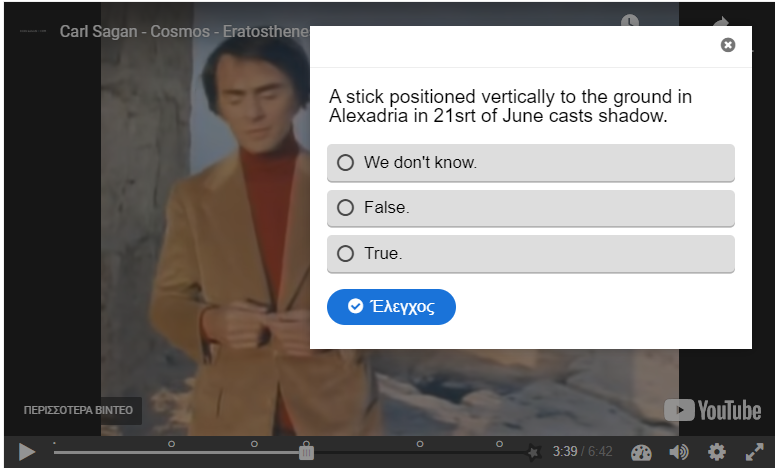 Carl Sagan - Cosmos - Eratosthene
A stick positioned vertically to the ground in
Alexadria in 21srt of June casts shadow.
We don't know.
False.
True.
Έλεγχος
ΠΕΡΙΣΣΟΤΕΡΑ ΒΙΝΤΕΟ
YouTube
3:39 / 6:42